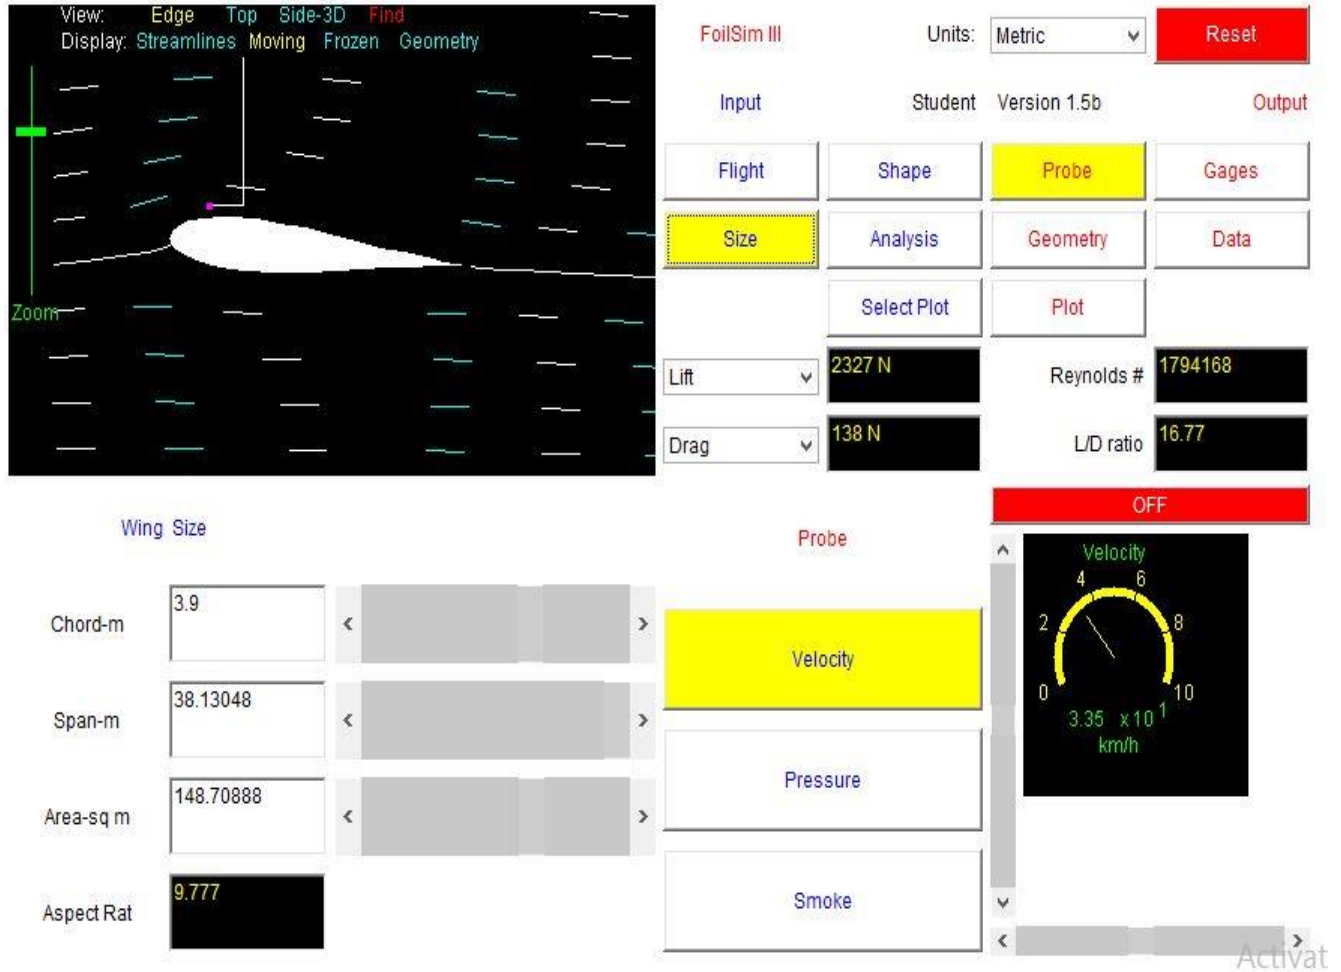 View: Edge Top Side-3D Find
Display: Streamlines Moving Frozen Geometry
Zoom
FoilSim III Units: Metric Reset
Input Student Version 1.5b Output
Flight Shape Probe Gages
Size Analysis Geometry Data
Select Plot Plot
Lift 2327 N Reynolds # 1794168
Drag 138 N L/D ratio 16.77
OFF
Wing Size
Chord-m 3.9
Span-m 38.13048
Area-sq m 148.70888
Aspect Rat 9.777
Probe
Velocity
Pressure
Smoke
Velocity
4 6
2 8
0 10
3.35 x 10 1
km/h
Activat